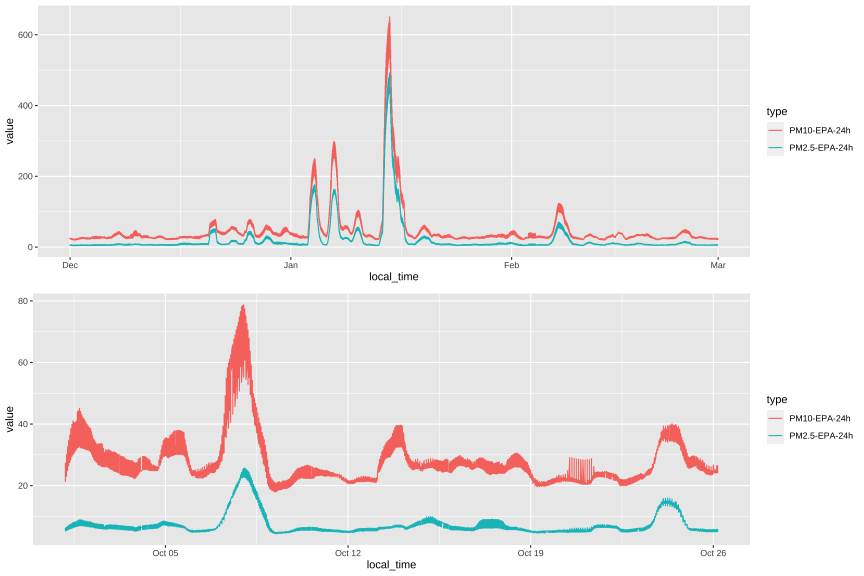 600
400
200
0
value
Dec
Jan
Feb
Mar
local_time
type
PM10-EPA-24h
PM2.5-EPA-24h
80
60
40
20
value
Oct 05
Oct 12
Oct 19
Oct 26
local_time
type
PM10-EPA-24h
PM2.5-EPA-24h